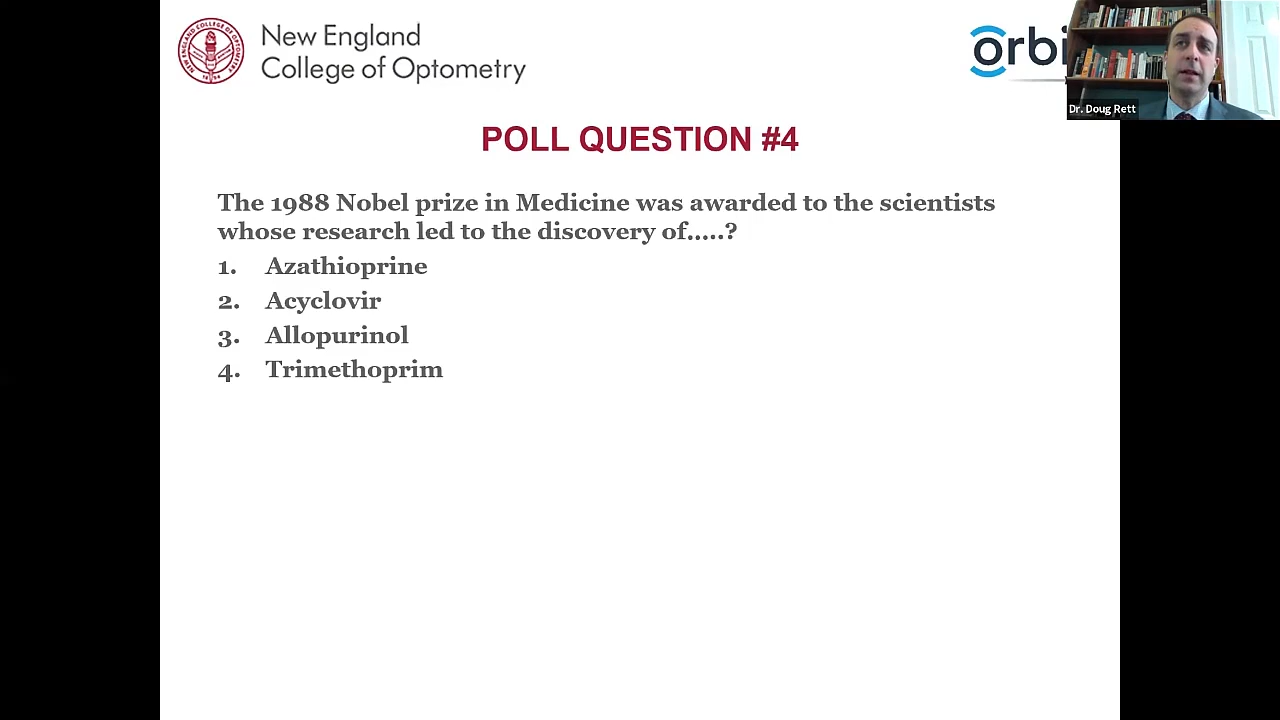 New England
College of Optometry
orbi
Dr. Doug Rett
POLL QUESTION #4
The 1988 Nobel prize in Medicine was awarded to the scientists
whose research led to the discovery of.....?
1. Azathioprine
2. Acyclovir
3. Allopurinol
4. Trimethoprim